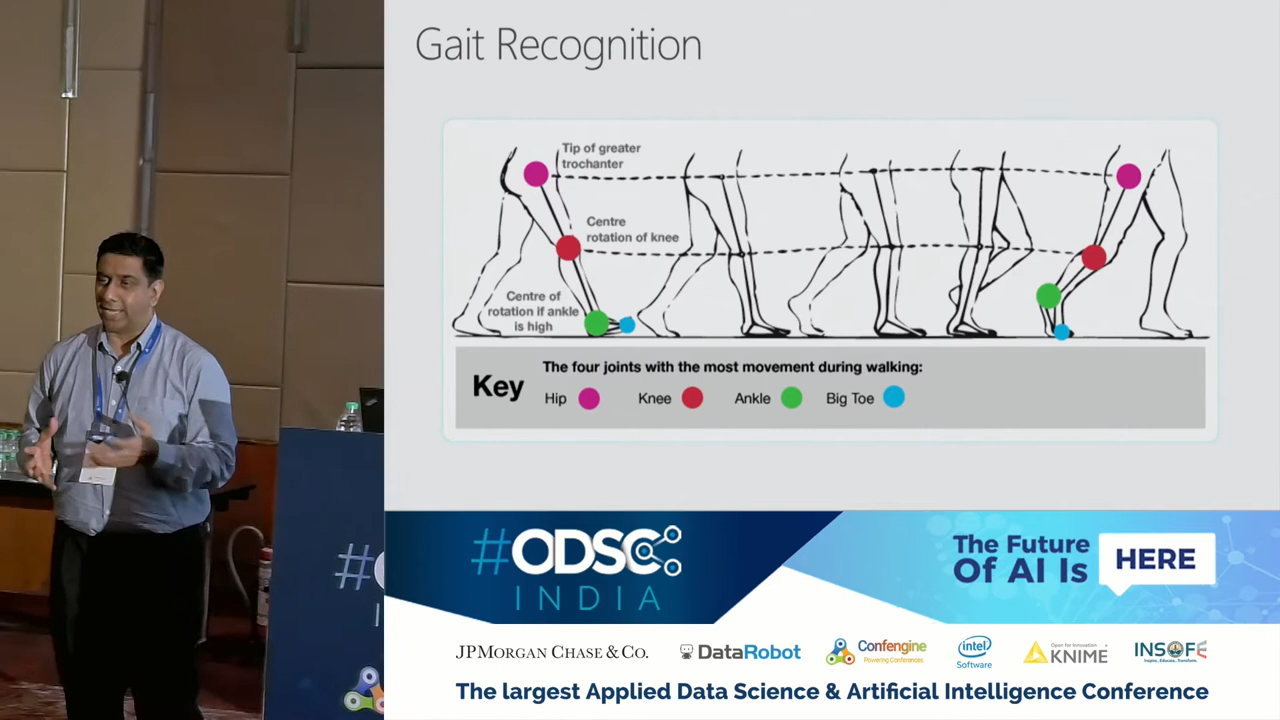 Gait Recognition
Tip of greater
trochanter
Centre
rotation of knee
Centre of
rotation if ankle
is high
Key
The four joints with the most movement during walking:
Hip
Knee
Ankle
Big Toe
#ODSC
INDIA
The Future
Of AI Is
HERE
JPMORGAN CHASE & CO.
DataRobot
Confengine
Powering Conferences
intel
Software
Open for Innovation
KNIME
INSOFE
Inspire...Educate...Transform.
The largest Applied Data Science & Artificial Intelligence Conference
#